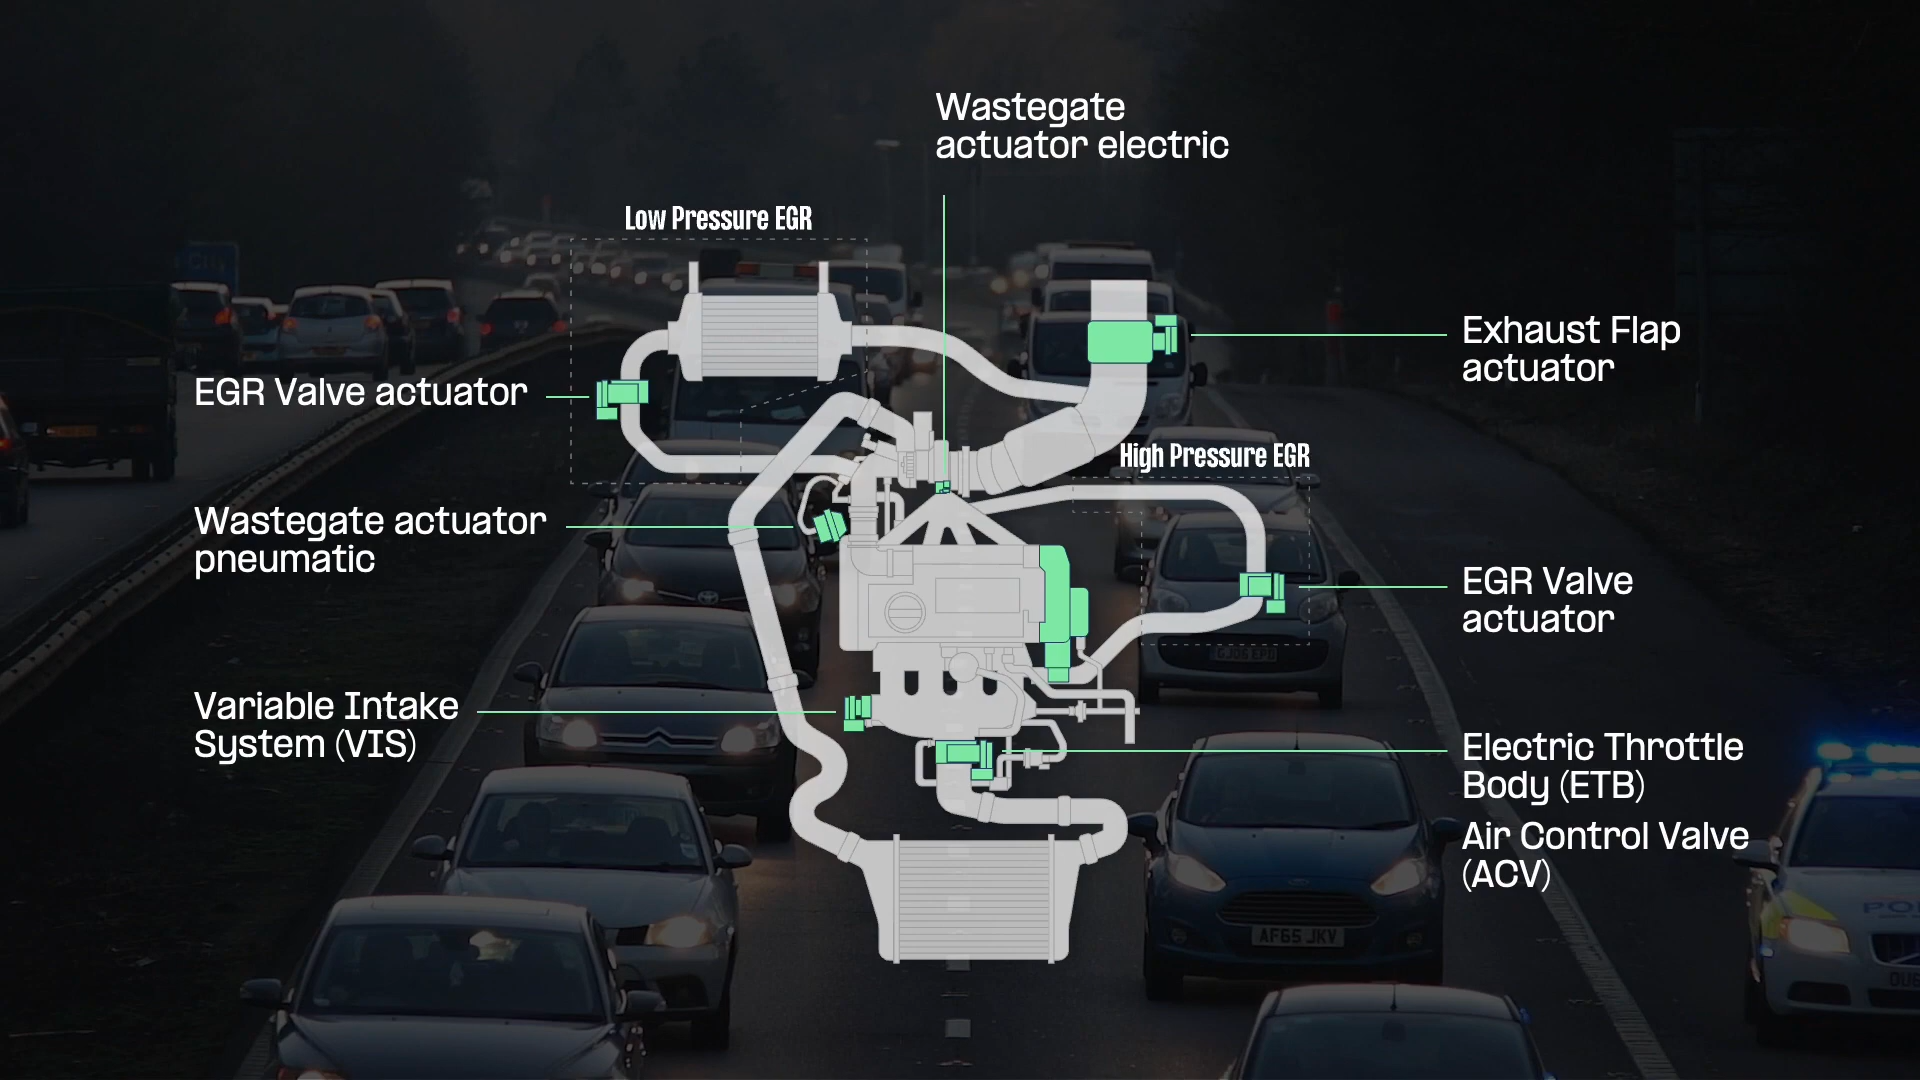 Wastegate
actuator electric
Low Pressure EGR
Exhaust Flap
actuator
EGR Valve actuator
High Pressure EGR
Wastegate actuator
pneumatic
EGR Valve
actuator
Variable Intake
System (VIS)
Electric Throttle
Body (ETB)
Air Control Valve
(ACV)
AF65 JKV